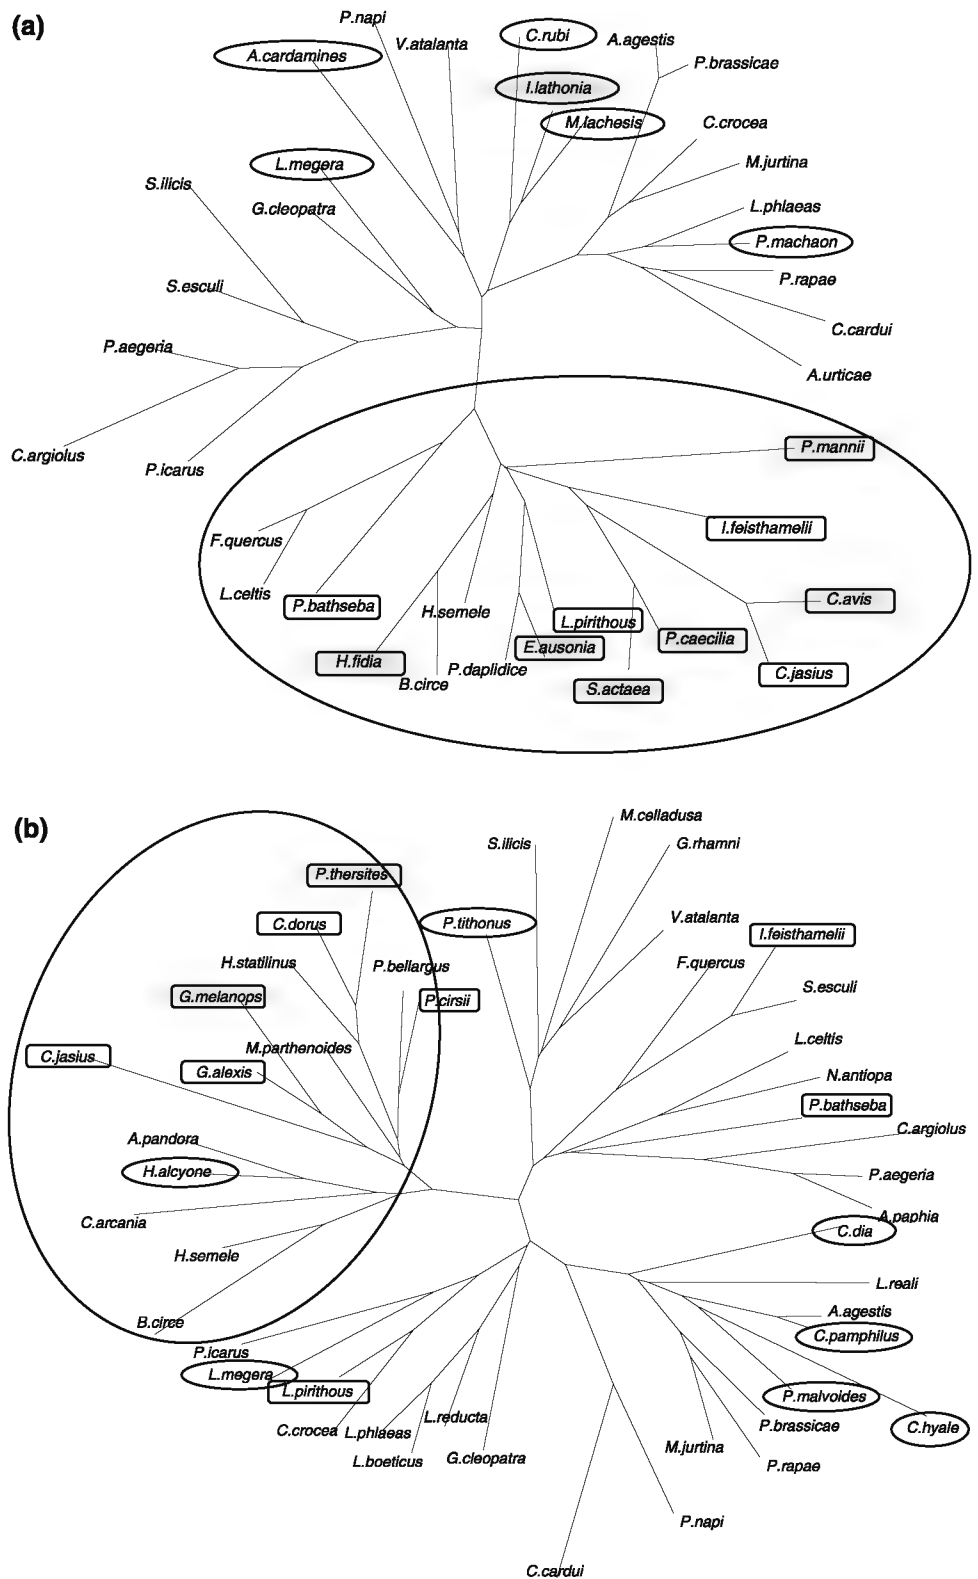 (a)
P.napi
V.atalanta
C.rubi
A.agestis
A.cardamines
P.brassicae
I.lathonia
M.lachesis
C.crocea
L.megera
M.jurtina
S.ilicis
G.cleopatra
L.phlaeas
P.machaon
P.rapae
S.esculi
C.cardui
P.aegeria
A.urticae
C.argiolus
P.icarus
P.mannii
F.quercus
I.feisthamelii
L.celtis
P.bathseba
H.semele
L.pirithous
C.avis
P.caecilia
E.ausonia
H.fidia
P.daplidice
B.circe
S.actaea
C.jasius
(b)
M.celladusa
S.ilicis
G.rhamni
P.thersites
C.dorus
P.tithonus
V.atalanta
I.feisthamelii
H.statilinus
P.bellargus
F.quercus
G.melanops
P.cirsii
S.esculi
M.parthenoides
C.jasius
L.celtis
G.alexis
N.antiopa
P.bathseba
A.pandora
C.argiolus
H.alcyone
P.aegeria
C.arcania
A.paphia
C.dia
H.semele
L.reali
B.circe
A.agestis
P.icarus
C.pamphilus
L.megera
L.pirithous
P.malvoides
C.crocea
L.phlaeas
L.reducta
P.brassicae
C.hyale
L.boeticus
G.cleopatra
M.jurtina
P.rapae
P.napi
C.cardui